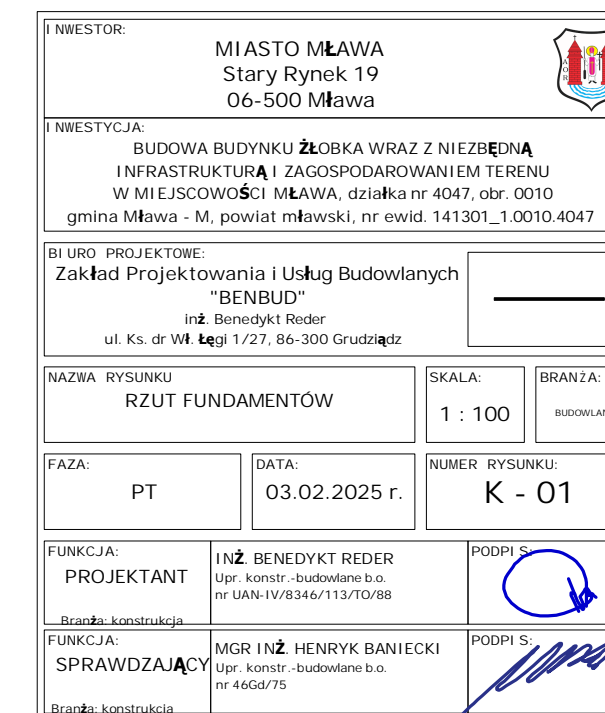 INWESTOR:
MIASTO MŁAWA
Stary Rynek 19
06-500 Mława
INWESTYCJA:
BUDOWA BUDYNKU ŻŁOBKA WRAZ Z NIEZBĘDNĄ
INFRASTRUKTURĄ I ZAGOSPODAROWANIEM TERENU
W MIEJSCOWOŚCI MŁAWA, działka nr 4047, obr. 0010
gmina Mława - M, powiat mławski, nr ewid. 141301_1.0010.4047
BIURO PROJEKTOWE:
Zakład Projektowania i Usług Budowlanych
"BENBUD"
inż. Benedykt Reder
ul. Ks. dr Wł. Łęgi 1/27, 86-300 Grudziądz
NAZWA RYSUNKU
RZUT FUNDAMENTÓW
SKALA:
1 : 100
BRANŻA:
FAZA:
PT
DATA:
03.02.2025 r.
NUMER RYSUNKU:
K - 01
FUNKCJA:
PROJEKTANT
Branża: konstrukcja
INŻ. BENEDYKT REDER
Upr. konstr.-budowlane b.o.
nr UAN-IV/8346/113/TO/88
PODPIS:
FUNKCJA:
SPRAWDZAJĄCY
Branża: konstrukcja
MGR INŻ. HENRYK BANIECKI
Upr. konstr.-budowlane b.o.
nr 46Gd/75
PODPIS: